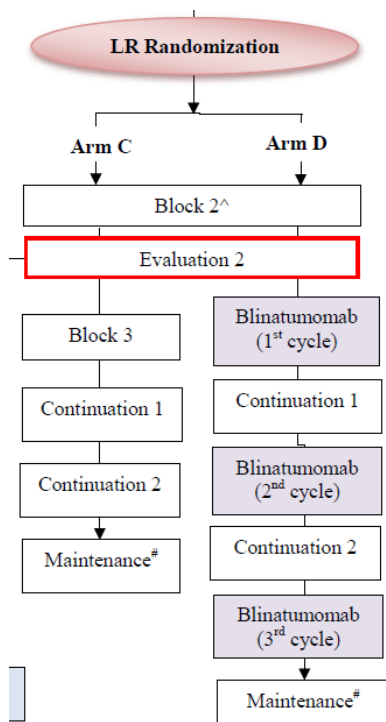 LR Randomization
Arm C
Arm D
Block 2^
Evaluation 2
Block 3
Continuation 1
Continuation 2
Maintenance#
Blinatumomab
(1st cycle)
Continuation 1
Blinatumomab
(2nd cycle)
Continuation 2
Blinatumomab
(3rd cycle)
Maintenance#